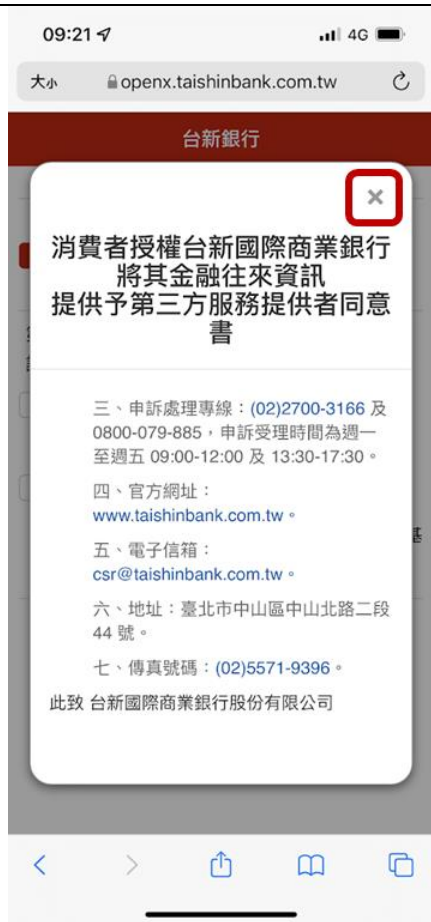 09:21
4G
大小 openx.taishinbank.com.tw
台新銀行
×
消費者授權台新國際商業銀行
將其金融往來資訊
提供予第三方服務提供者同意
書
三、申訴處理專線：(02)2700-3166 及
0800-079-885，申訴受理時間為週一
至週五 09:00-12:00 及 13:30-17:30。
四、官方網址：
www.taishinbank.com.tw。
五、電子信箱：
csr@taishinbank.com.tw。
六、地址：臺北市中山區中山北路二段
44 號。
七、傳真號碼：(02)5571-9396。
此致 台新國際商業銀行股份有限公司